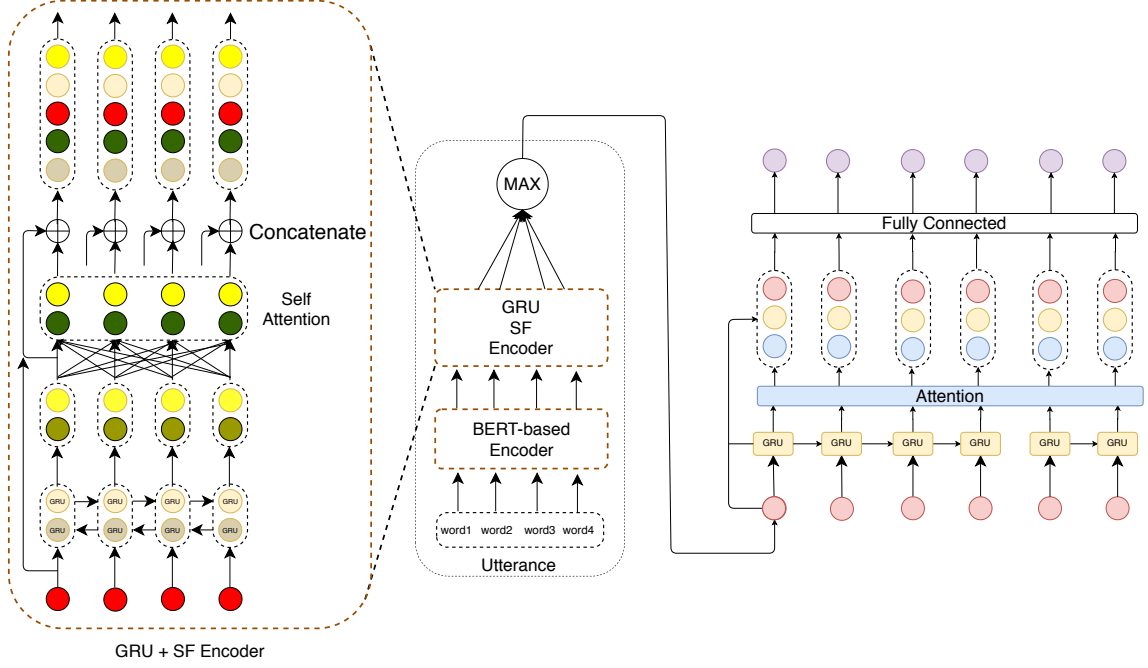 MAX
Concatenate
Fully Connected
Self
Attention
GRU
SF
Encoder
Attention
BERT-based
Encoder
GRU GRU GRU GRU GRU GRU
GRU GRU GRU GRU
GRU GRU GRU GRU
word1 word2 word3 word4
Utterance
GRU + SF Encoder